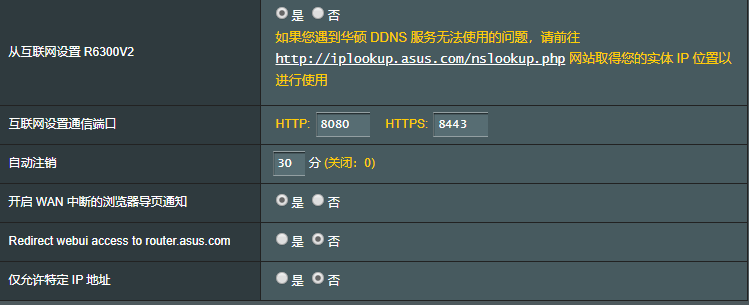 是 否
从互联网设置 R6300V2
如果您遇到华硕 DDNS 服务无法使用的问题，请前往
http://iplookup.asus.com/nslookup.php 网站取得您的实体 IP 位置以
进行使用
互联网设置通信端口 HTTP: 8080 HTTPS: 8443
自动注销 30 分 (关闭：0)
开启 WAN 中断的浏览器导页通知 是 否
Redirect webui access to router.asus.com 是 否
仅允许特定 IP 地址 是 否